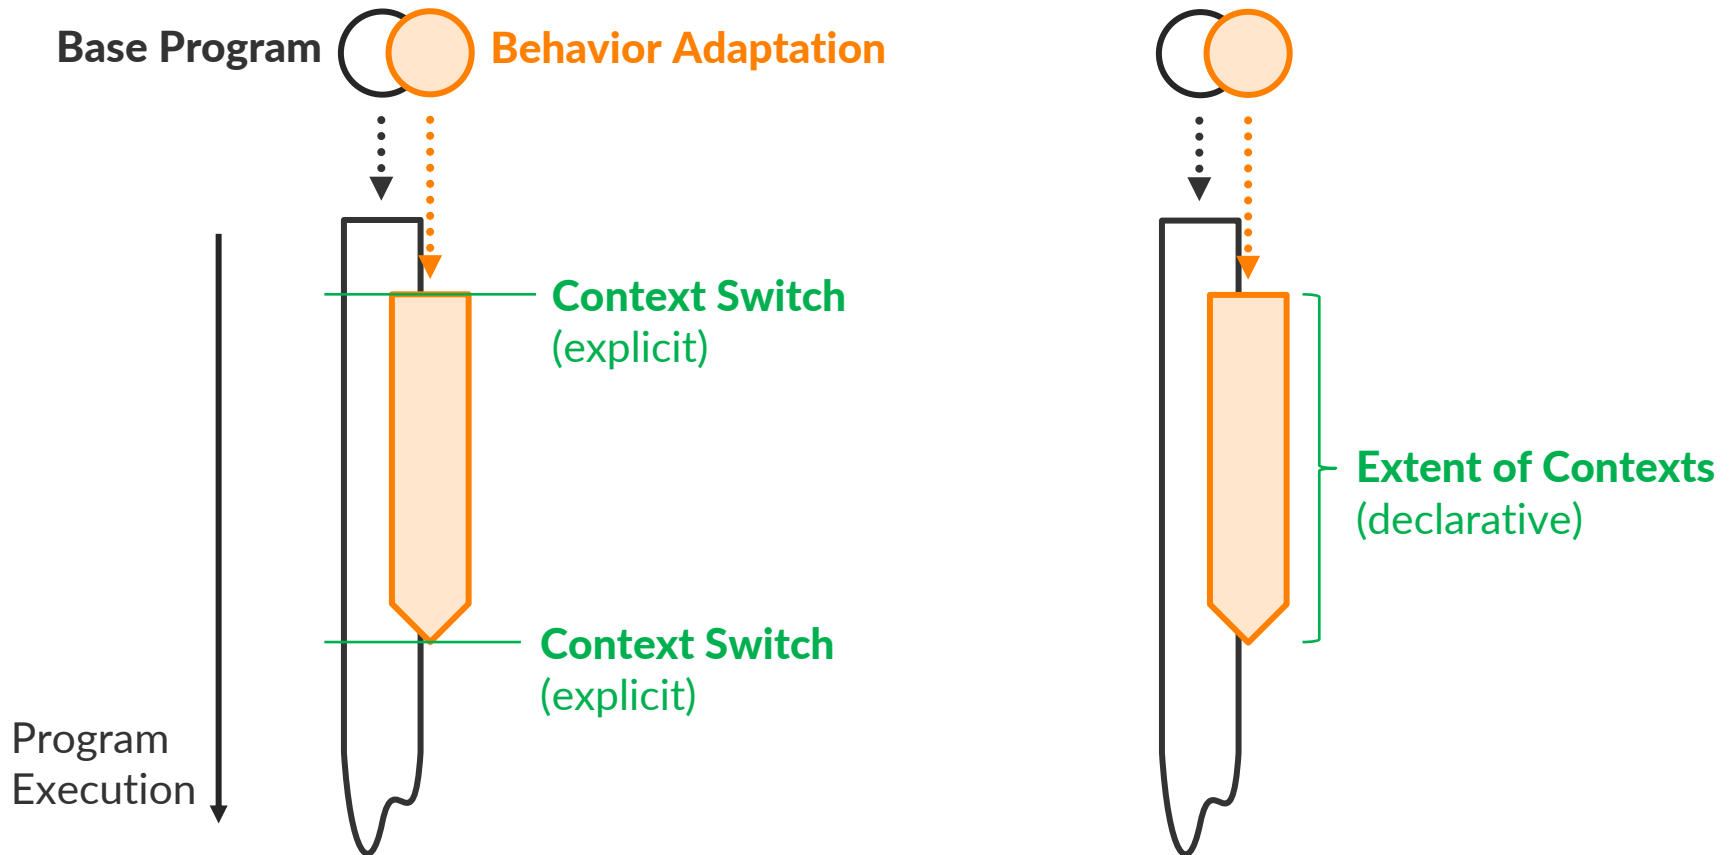 Base Program
Behavior Adaptation
Context Switch
(explicit)
Extent of Contexts
(declarative)
Context Switch
(explicit)
Program
Execution